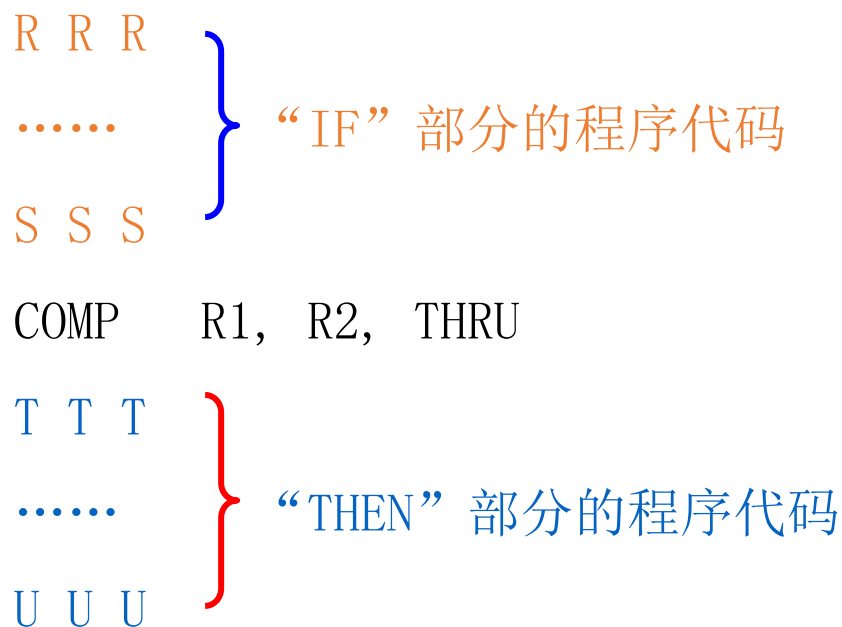 R R R
……
“IF”部分的程序代码
S S S
COMP R1, R2, THRU
T T T
……
“THEN”部分的程序代码
U U U